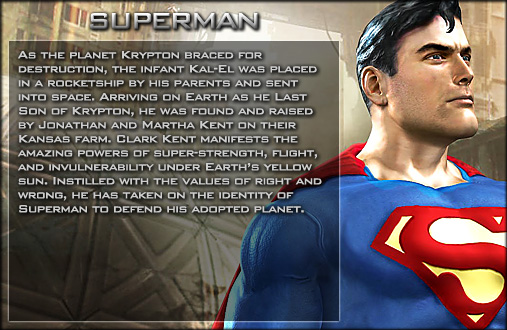 SUPERMAN
As the planet Krypton braced for
destruction, the infant Kal-El was placed
in a rocketship by his parents and sent
into space. Arriving on Earth as he Last
Son of Krypton, he was found and raised
by Jonathan and Martha Kent on their
Kansas farm. Clark Kent manifests the
amazing powers of super-strength, flight,
and invulnerability under Earth's yellow
sun. Instilled with the values of right and
wrong, he has taken on the identity of
Superman to defend his adopted planet.
S